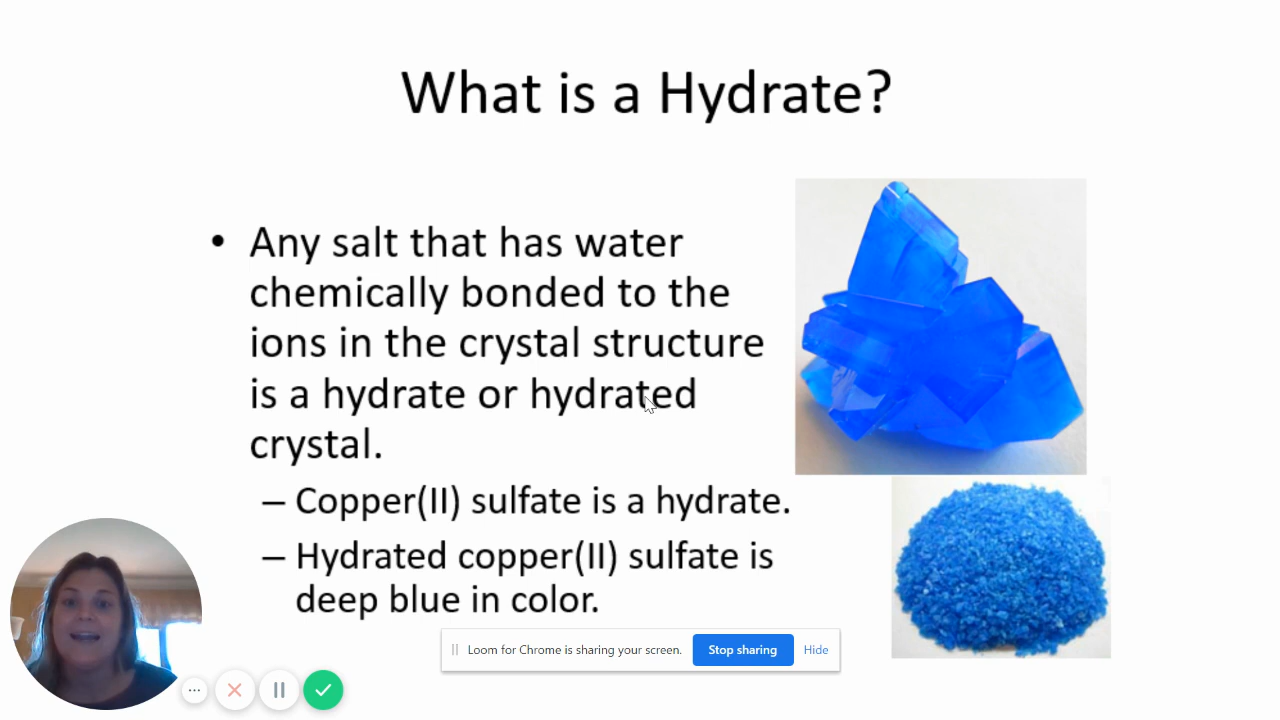 What is a Hydrate?
• Any salt that has water
chemically bonded to the
ions in the crystal structure
is a hydrate or hydrated
crystal.
– Copper(II) sulfate is a hydrate.
– Hydrated copper(II) sulfate is
deep blue in color.
Loom for Chrome is sharing your screen. Stop sharing Hide